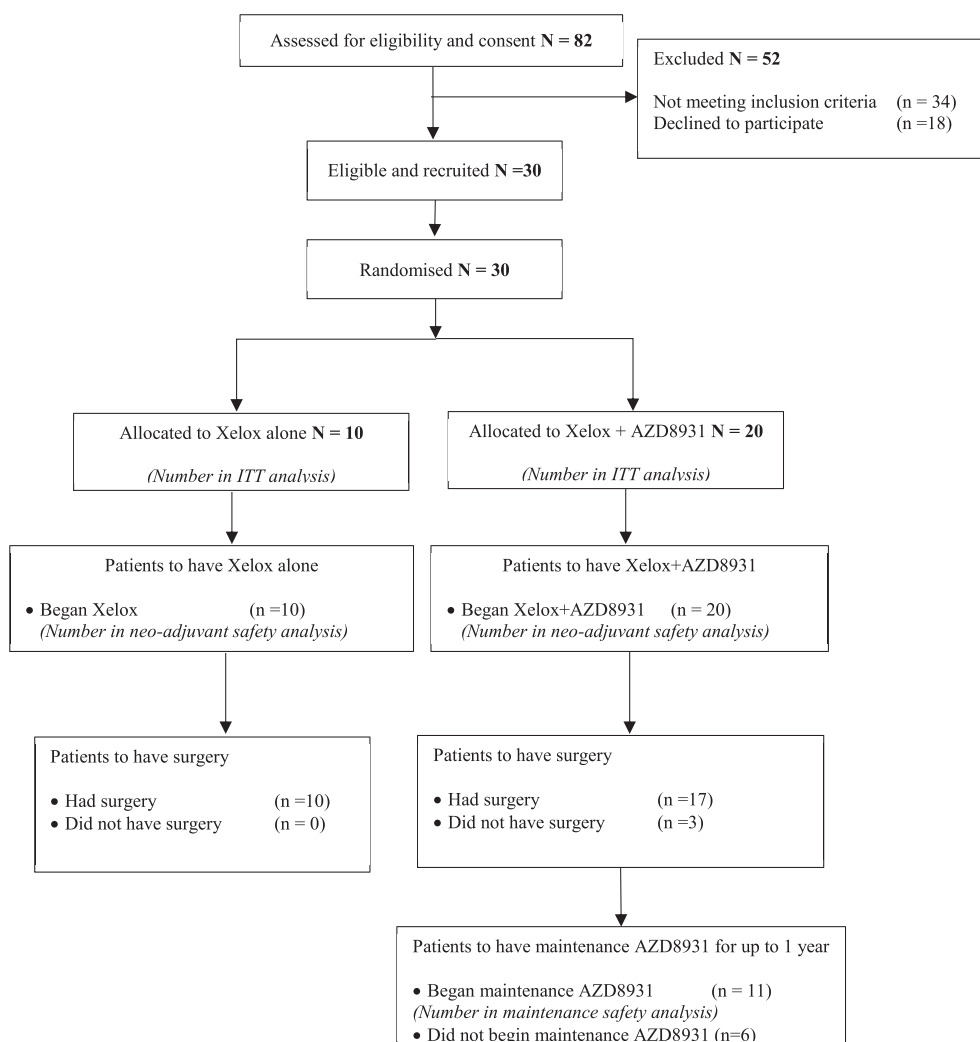 Assessed for eligibility and consent N = 82
Excluded N = 52
Not meeting inclusion criteria (n = 34)
Declined to participate (n =18)
Eligible and recruited N =30
Randomised N = 30
Allocated to Xelox alone N = 10
(Number in ITT analysis)
Allocated to Xelox + AZD8931 N = 20
(Number in ITT analysis)
Patients to have Xelox alone
• Began Xelox (n =10)
(Number in neo-adjuvant safety analysis)
Patients to have Xelox+AZD8931
• Began Xelox+AZD8931 (n = 20)
(Number in neo-adjuvant safety analysis)
Patients to have surgery
• Had surgery (n =10)
• Did not have surgery (n = 0)
Patients to have surgery
• Had surgery (n =17)
• Did not have surgery (n =3)
Patients to have maintenance AZD8931 for up to 1 year
• Began maintenance AZD8931 (n = 11)
(Number in maintenance safety analysis)
• Did not begin maintenance AZD8931 (n=6)